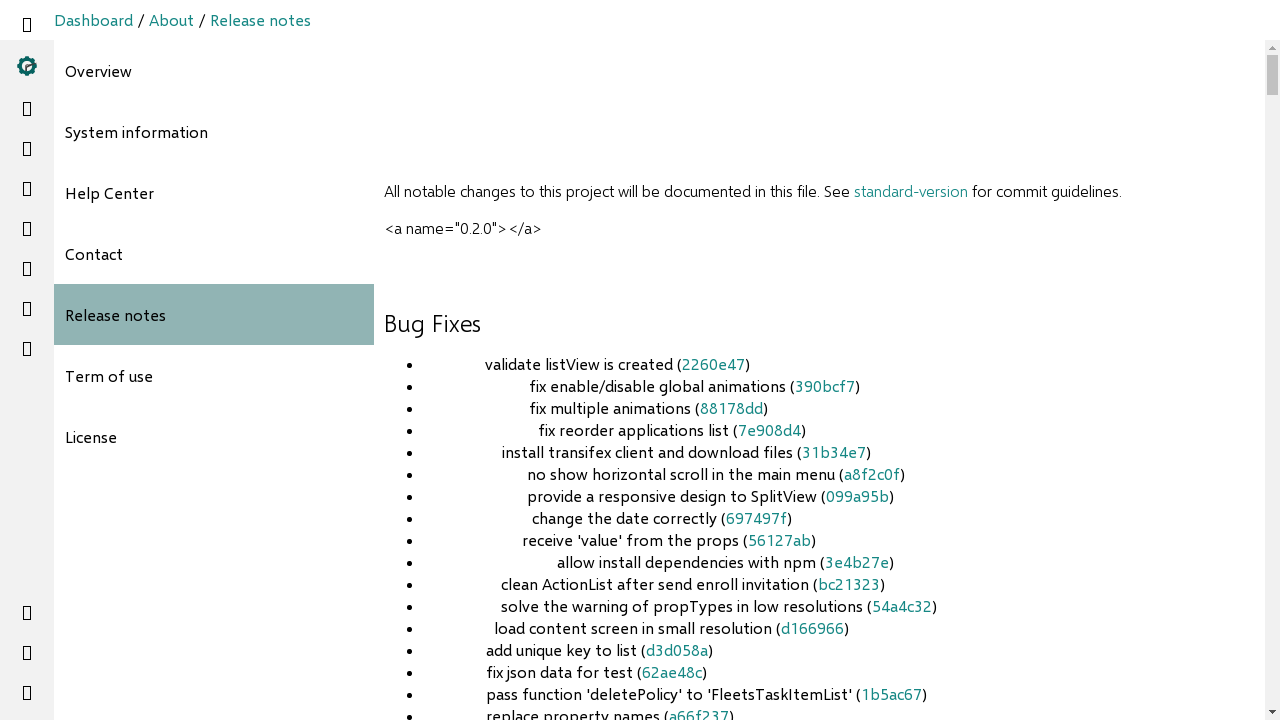 Dashboard / About / Release notes
Overview
System information
Help Center
Contact
Release notes
Term of use
License
All notable changes to this project will be documented in this file. See standard-version for commit guidelines.
<a name="0.2.0"></a>
Bug Fixes
validate listView is created (2260e47)
fix enable/disable global animations (390bcf7)
fix multiple animations (88178dd)
fix reorder applications list (7e908d4)
install transifex client and download files (31b34e7)
no show horizontal scroll in the main menu (a8f2c0f)
provide a responsive design to SplitView (099a95b)
change the date correctly (697497f)
receive 'value' from the props (56127ab)
allow install dependencies with npm (3e4b27e)
clean ActionList after send enroll invitation (bc21323)
solve the warning of propTypes in low resolutions (54a4c32)
load content screen in small resolution (d166966)
add unique key to list (d3d058a)
fix json data for test (62ae48c)
pass function 'deletePolicy' to 'FleetsTaskItemList' (1b5ac67)
replace property names (a66f237)